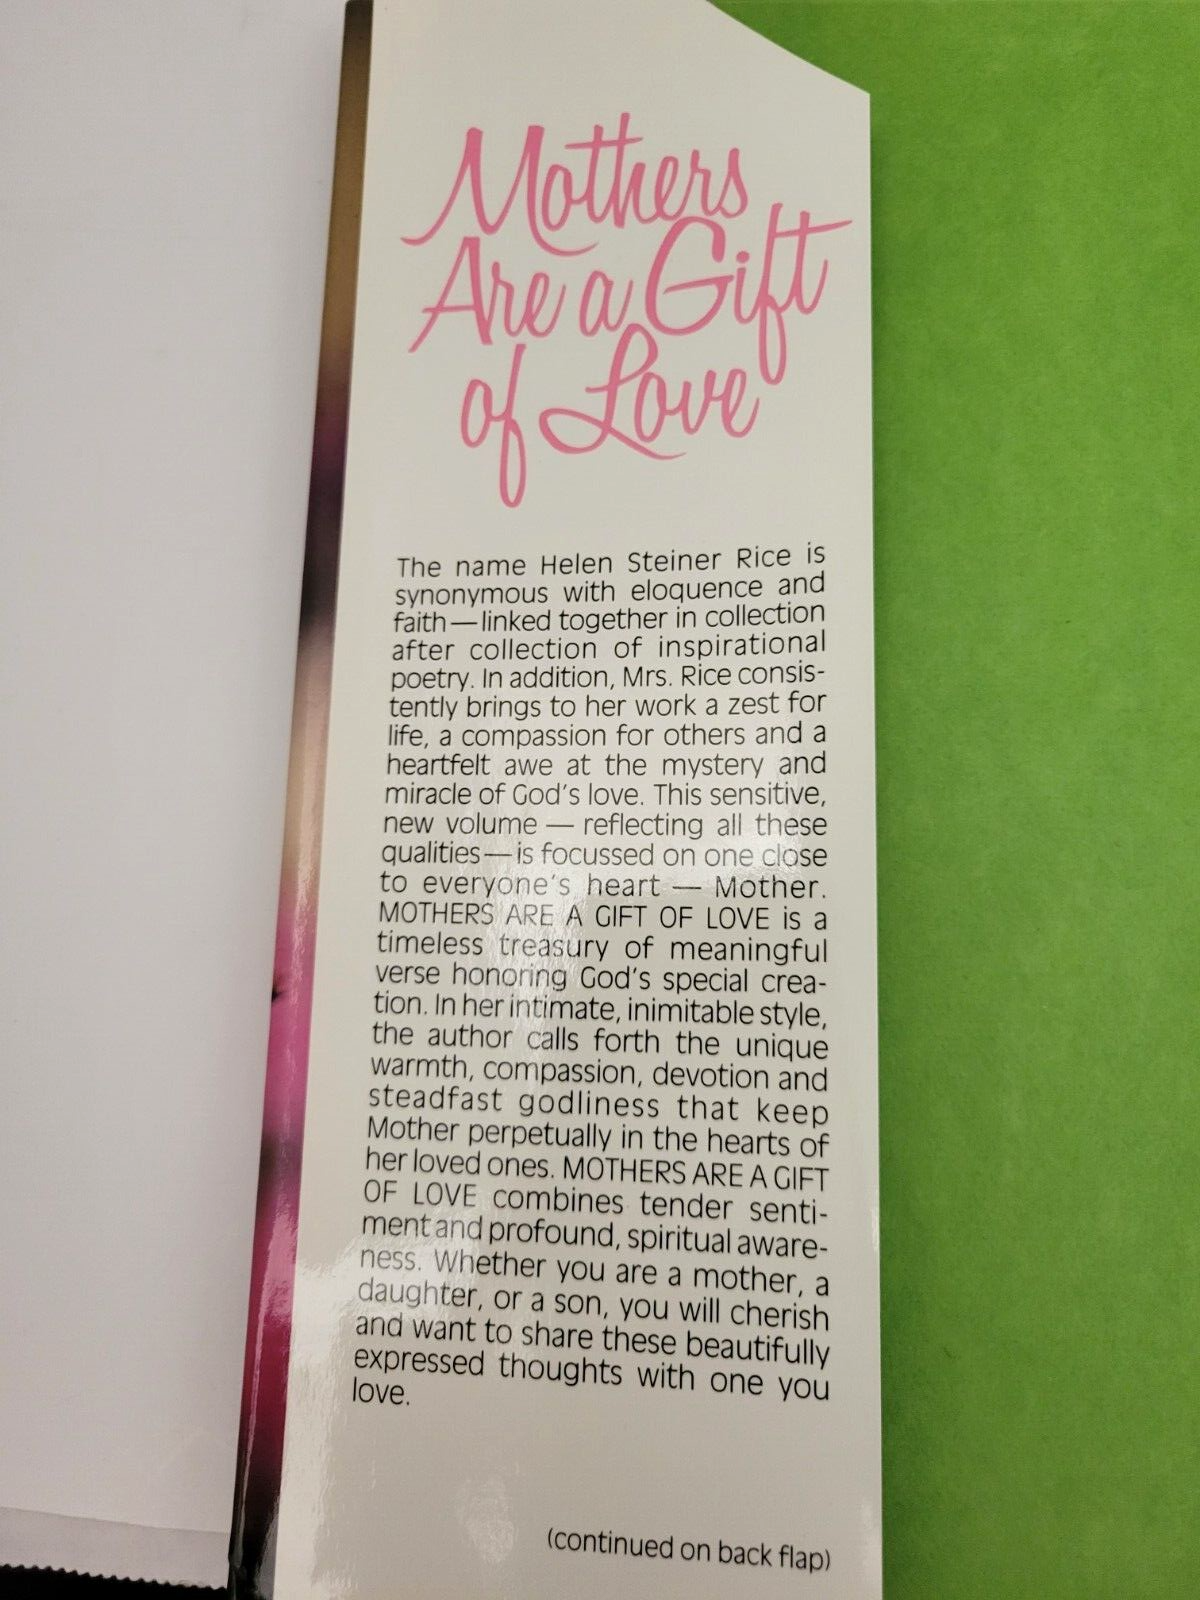 Mothers
Are a Gift
of Love
The name Helen Steiner Rice is
synonymous with eloquence and
faith — linked together in collection
after collection of inspirational
poetry. In addition, Mrs. Rice consis-
tently brings to her work a zest for
life, a compassion for others and a
heartfelt awe at the mystery and
miracle of God's love. This sensitive,
new volume — reflecting all these
qualities — is focussed on one close
to everyone's heart — Mother.
MOTHERS ARE A GIFT OF LOVE is a
timeless treasury of meaningful
verse honoring God's special crea-
tion. In her intimate, inimitable style,
the author calls forth the unique
warmth, compassion, devotion and
steadfast godliness that keep
Mother perpetually in the hearts of
her loved ones. MOTHERS ARE A GIFT
OF LOVE combines tender senti-
ment and profound, spiritual aware-
ness. Whether you are a mother, a
daughter, or a son, you will cherish
and want to share these beautifully
expressed thoughts with one you
love.
(continued on back flap)